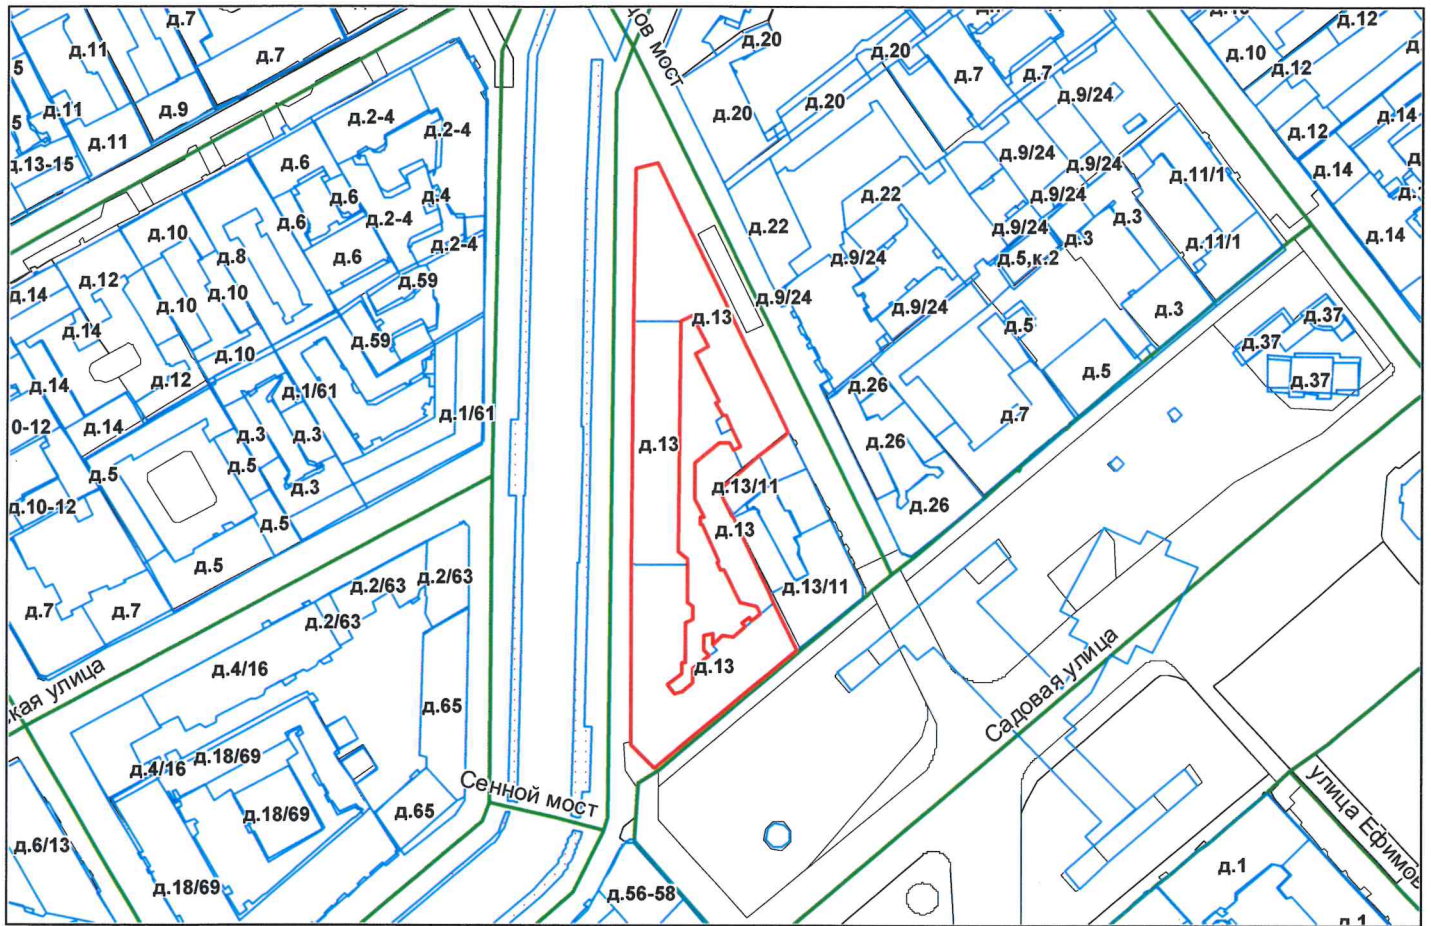 д.7
д.11
д.7
5
д.11
д.9
5
д.11
д.13-15
д.2-4
д.2-4
д.6
д.6
д.4
д.6
д.2-4
д.2-4
д.6
д.10
д.8
д.12
д.10
д.10
д.14
д.59
д.14
д.59
д.10
д.12
д.14
д.1/61
д.1/61
0-12
д.14
д.3
д.3
д.5
д.5
д.3
д.10-12
д.5
д.5
д.7
д.7
д.2/63
д.2/63
д.2/63
д.4/16
кая улица
д.65
д.18/69
д.4/16
д.18/69
д.65
д.6/13
д.18/69
Сенной мост
д.56-58
мост
д.20
д.20
д.20
д.20
д.7
д.7
д.9/24
д.9/24
д.9/24
д.22
д.9/24
д.22
д.9/24
д.9/24
д.9/24
д.9/24
д.5,к.2
д.3
д.3
д.11/1
д.11/1
д.3
д.5
д.5
д.26
д.7
д.26
д.26
д.13
д.13
д.13/11
д.13
д.13/11
д.13
д.12
д.10
д.12
д.14
д.12
д.14
д.14
д.37
д.37
д.37
Садовая улица
улица Ефимов
д.1
д.1